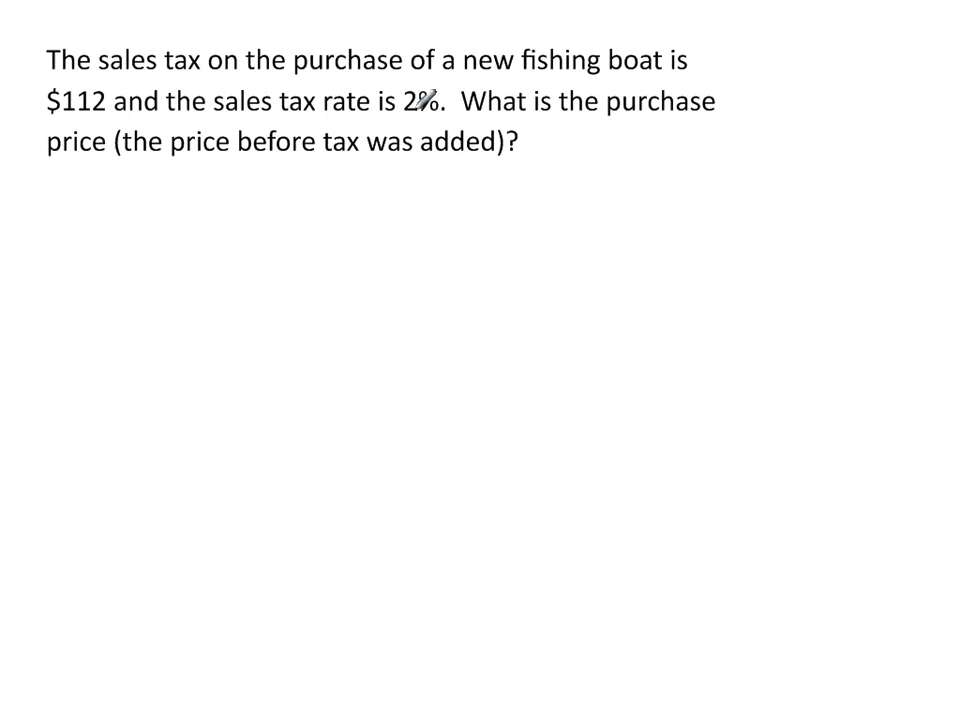 The sales tax on the purchase of a new fishing boat is
$112 and the sales tax rate is 2%.  What is the purchase
price (the price before tax was added)?